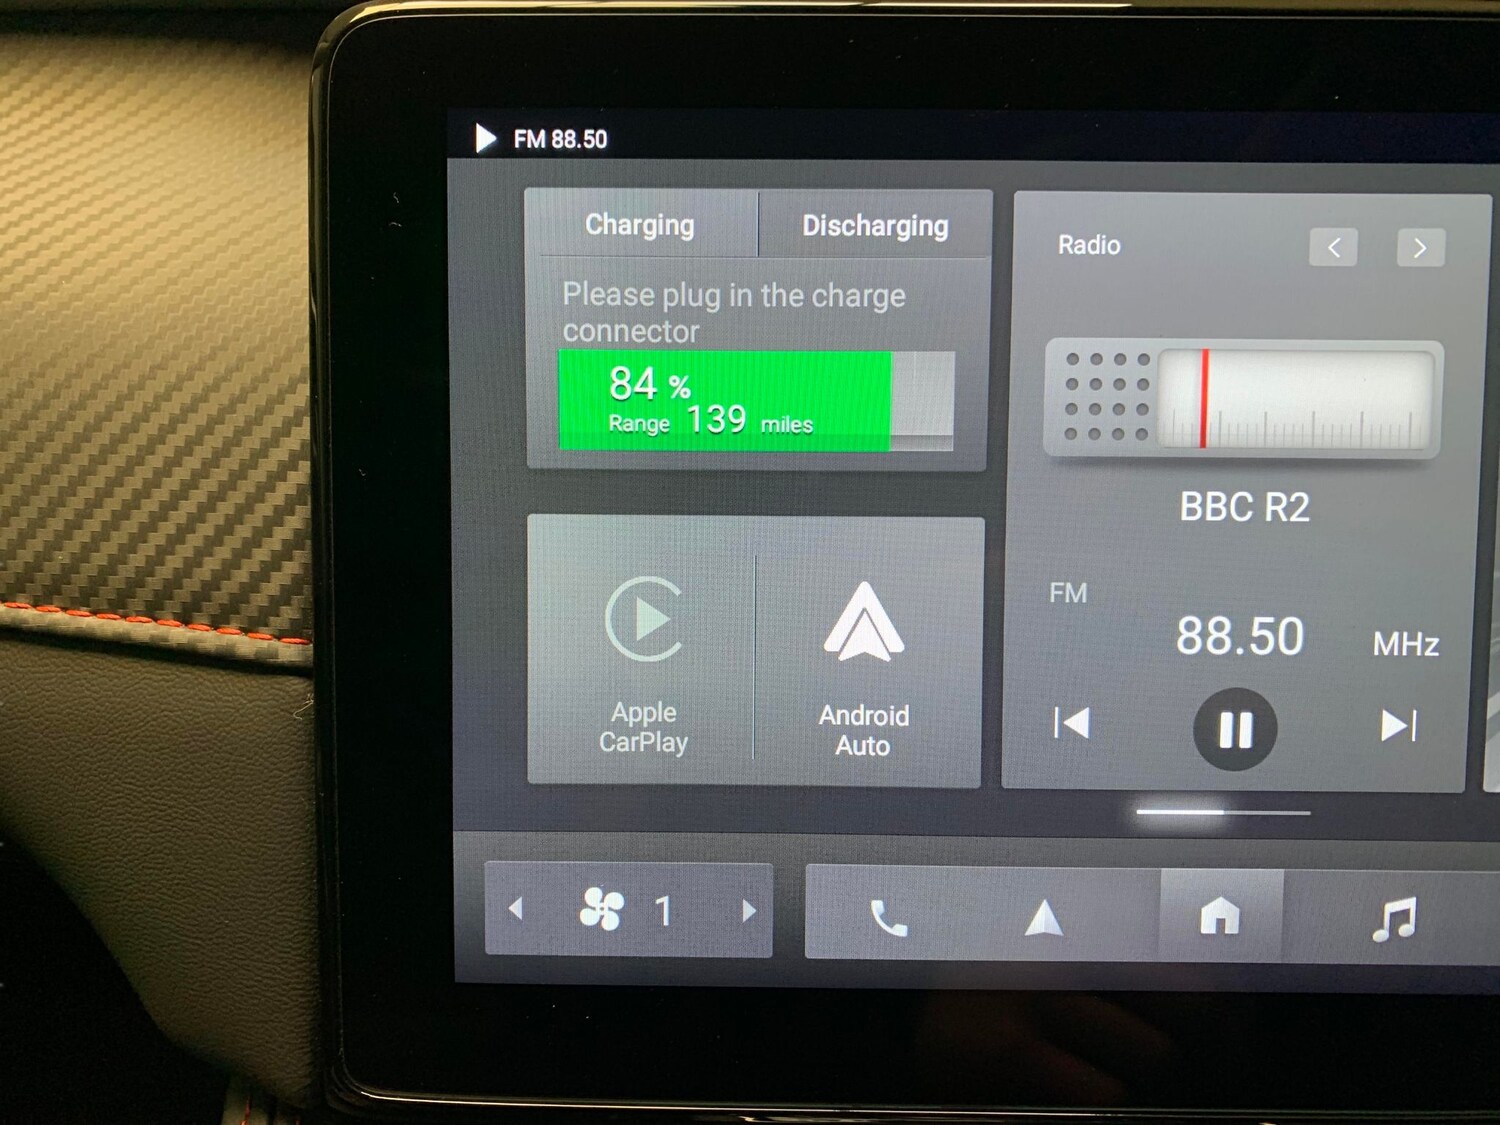 FM 88.50
Charging
Discharging
Please plug in the charge
connector
84 %
Range 139 miles
Radio
BBC R2
FM
88.50 MHz
Apple
CarPlay
Android
Auto
1